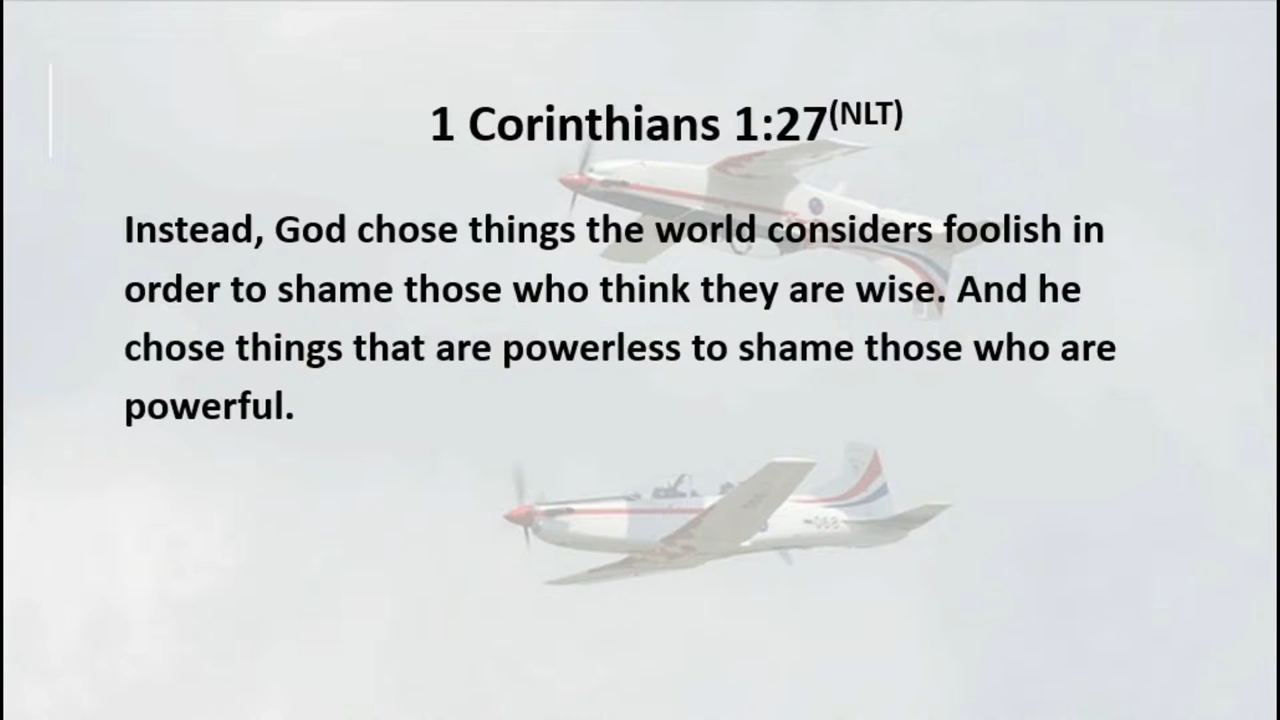 1 Corinthians 1:27(NLT)
Instead, God chose things the world considers foolish in
order to shame those who think they are wise. And he
chose things that are powerless to shame those who are
powerful.
068